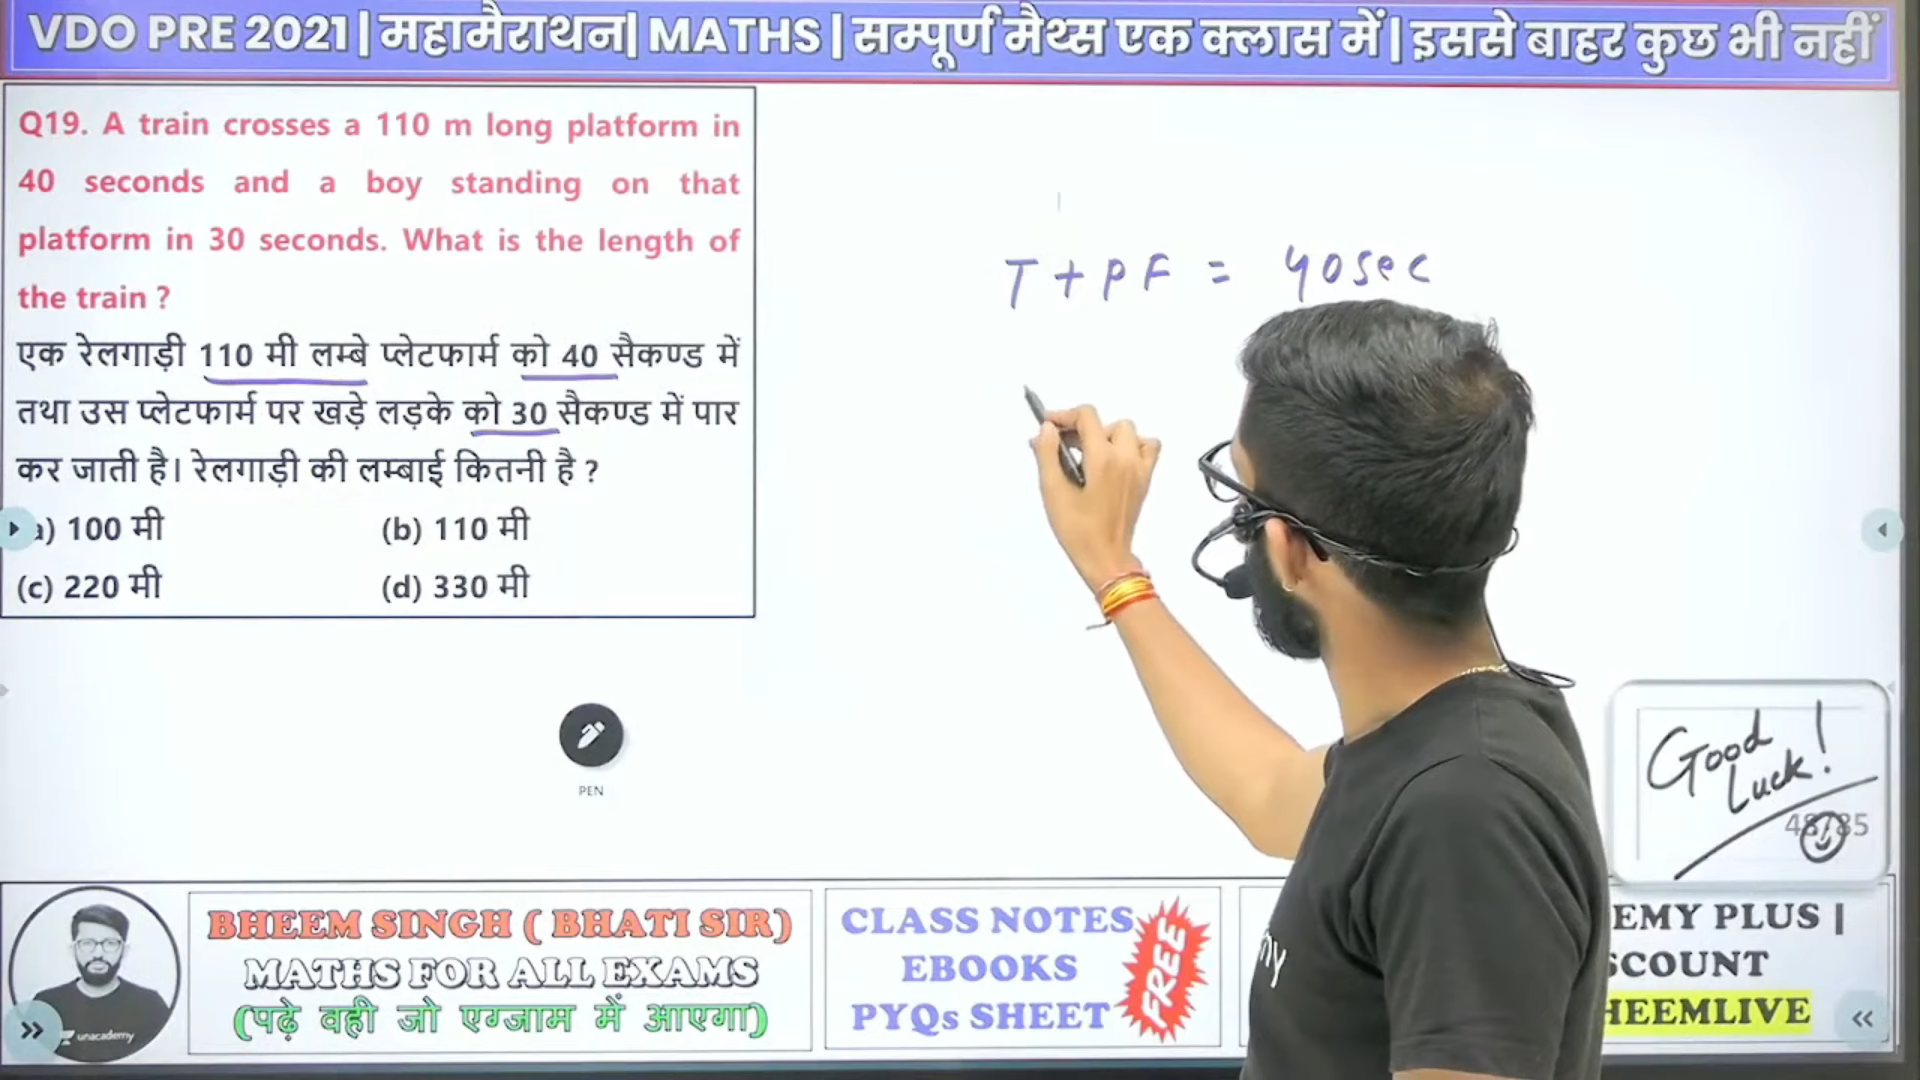 VDO PRE 2021 | महामैराथन| MATHS | सम्पूर्ण मैथ्स एक क्लास में | इससे बाहर कुछ भी नहीं
Q19. A train crosses a 110 m long platform in
40 seconds and a boy standing on that
platform in 30 seconds. What is the length of
the train ?
एक रेलगाड़ी 110 मी लम्बे प्लेटफार्म को 40 सैकण्ड में
तथा उस प्लेटफार्म पर खड़े लड़के को 30 सैकण्ड में पार
कर जाती है। रेलगाड़ी की लम्बाई कितनी है ?
a) 100 मी (b) 110 मी
(c) 220 मी (d) 330 मी
T + PF = 40sec
PEN
Good
Luck!
BHEEM SINGH ( BHATI SIR)
MATHS FOR ALL EXAMS
(पढ़े वही जो एग्जाम में आएगा)
unacademy
CLASS NOTES
EBOOKS
PYQs SHEET
FREE
EMY PLUS |
SCOUNT
HEEMLIVE